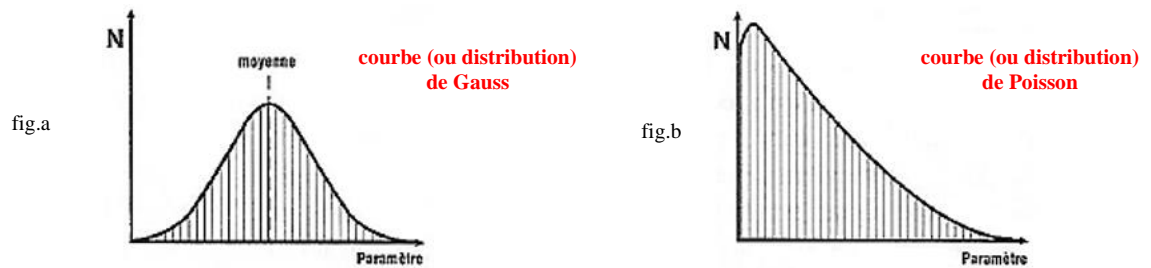 fig.a
N
moyenne
courbe (ou distribution)
de Gauss
Paramètre
fig.b
N
courbe (ou distribution)
de Poisson
Paramètre